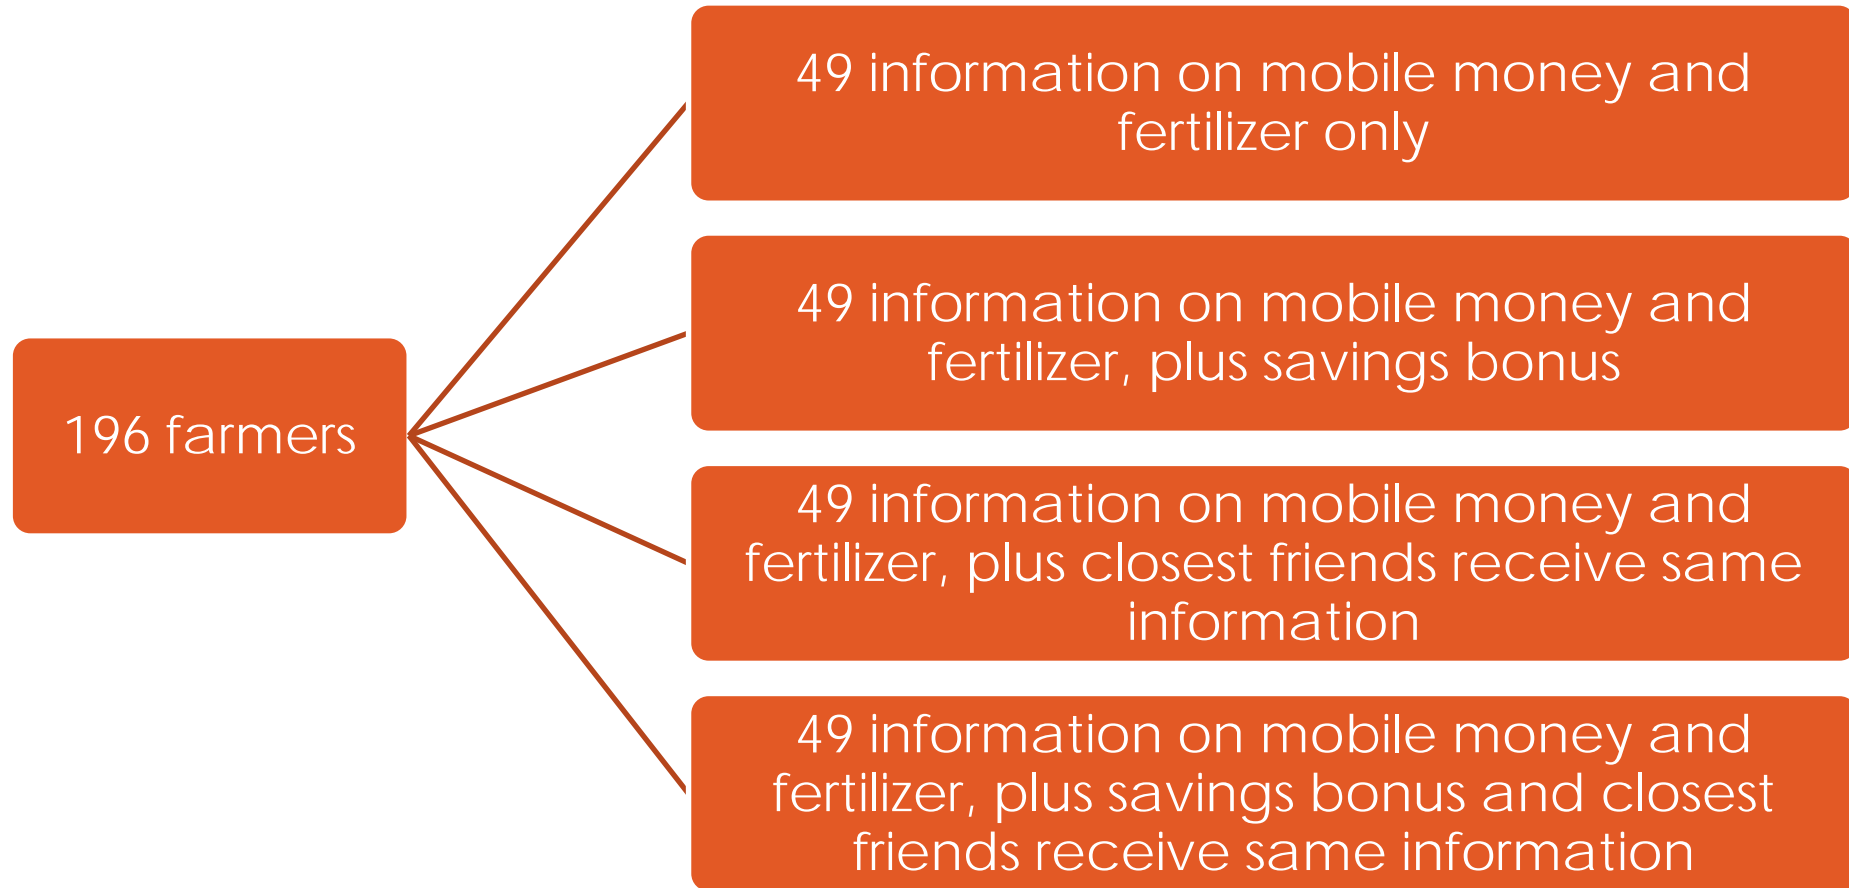 49 information on mobile money and
fertilizer only
49 information on mobile money and
fertilizer, plus savings bonus
196 farmers
49 information on mobile money and
fertilizer, plus closest friends receive same
information
49 information on mobile money and
fertilizer, plus savings bonus and closest
friends receive same information